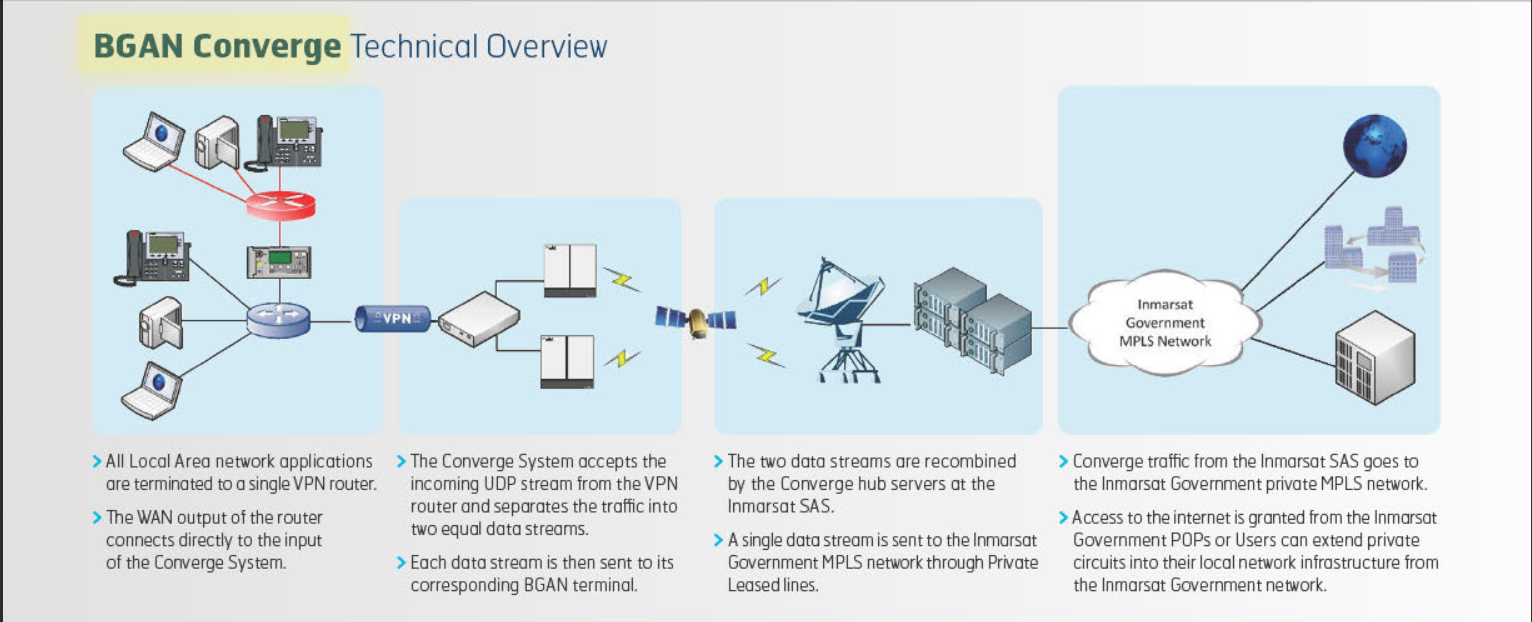 BGAN Converge Technical Overview
VPN
Inmarsat
Government
MPLS Network
> All Local Area network applications
are terminated to a single VPN router.
> The WAN output of the router
connects directly to the input
of the Converge System.
> The Converge System accepts the
incoming UDP stream from the VPN
router and separates the traffic into
two equal data streams.
> Each data stream is then sent to its
corresponding BGAN terminal.
> The two data streams are recombined
by the Converge hub servers at the
Inmarsat SAS.
> A single data stream is sent to the Inmarsat
Government MPLS network through Private
Leased lines.
> Converge traffic from the Inmarsat SAS goes to
the Inmarsat Government private MPLS network.
> Access to the internet is granted from the Inmarsat
Government POPs or Users can extend private
circuits into their local network infrastructure from
the Inmarsat Government network.